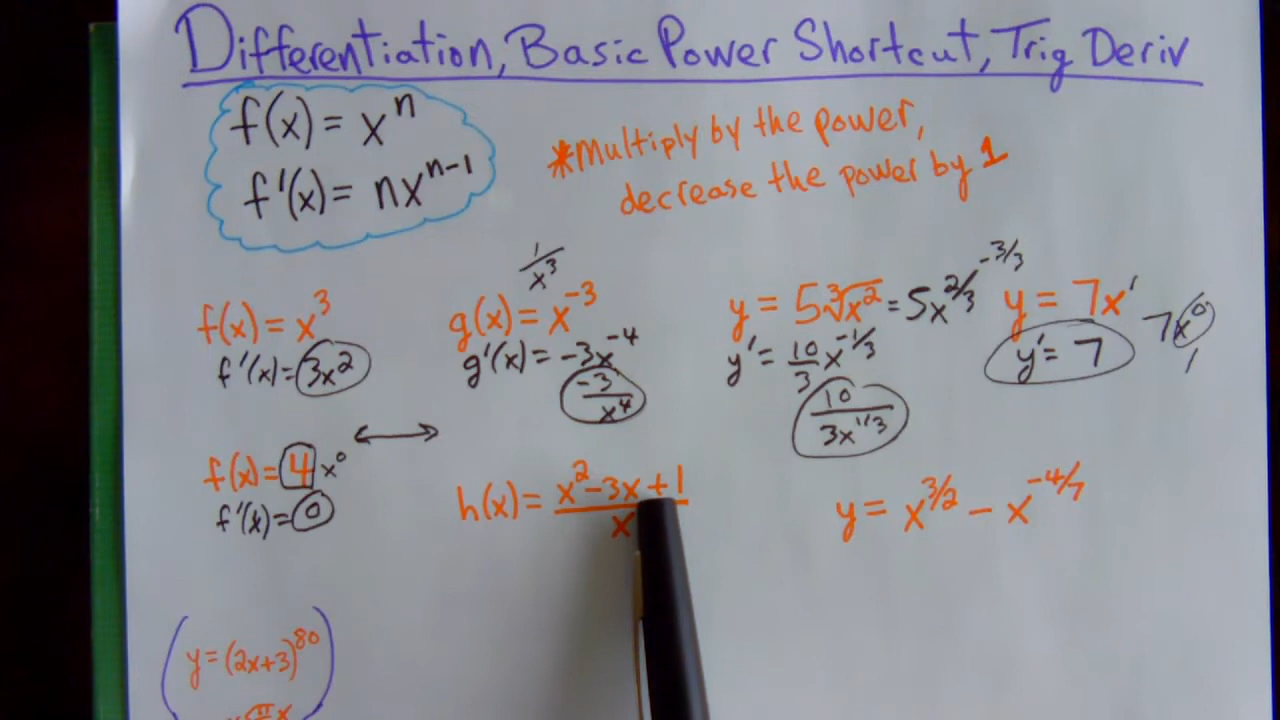 Differentiation, Basic Power Shortcut, Trig Deriv
f(x) = xⁿ
f'(x) = nxⁿ⁻¹
*Multiply by the power,
decrease the power by 1
f(x) = x³
f'(x) = 3x²
1/x³
g(x) = x⁻³
g'(x) = -3x⁻⁴
-3/x⁴
y = 5∛x² = 5x^(2/3) -3/3
y' = 10/3 x^(-1/3)
10/(3x^(1/3))
y = 7x¹
y' = 7
7x⁰
1
f(x) = 4x⁰
f'(x) = 0
h(x) = (x² - 3x + 1)/x
y = x^(3/2) - x^(-4/7)
y = (2x+3)⁸⁰